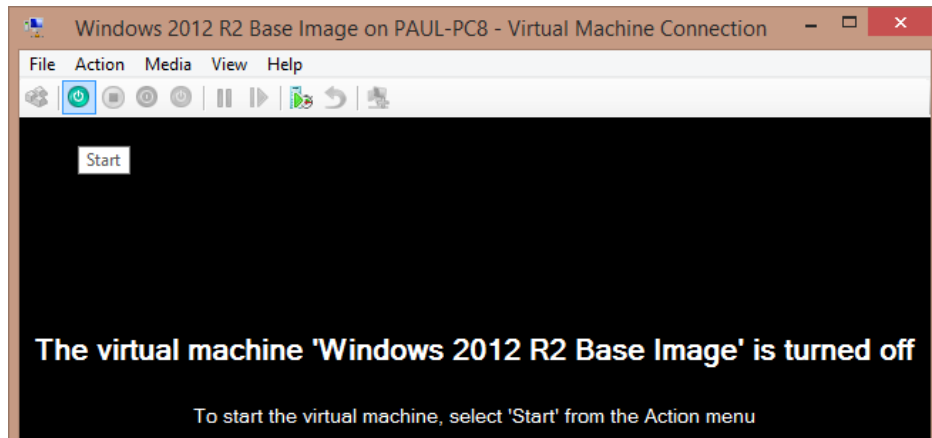 Windows 2012 R2 Base Image on PAUL-PC8 - Virtual Machine Connection
File Action Media View Help
Start
The virtual machine 'Windows 2012 R2 Base Image' is turned off
To start the virtual machine, select 'Start' from the Action menu